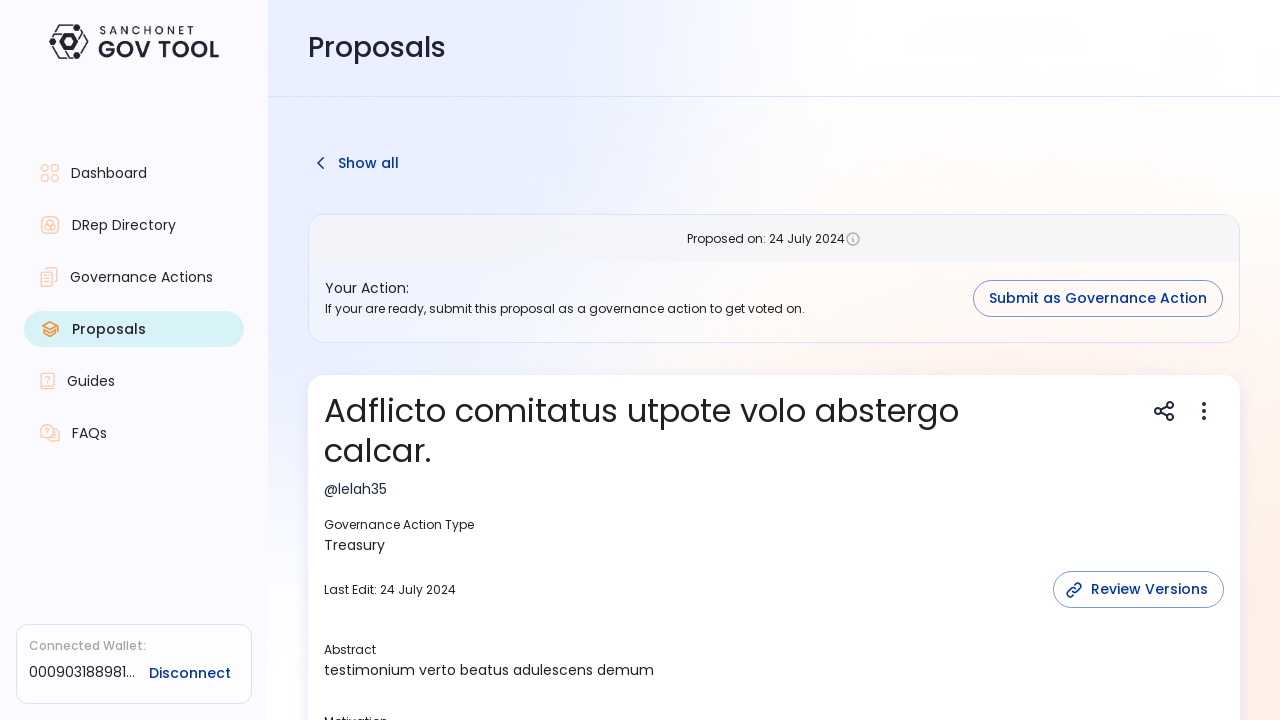 SANCHONET
GOV TOOL
Proposals
Dashboard
DRep Directory
Governance Actions
Proposals
Guides
FAQs
Connected Wallet:
000903188981...
Disconnect
Show all
Proposed on: 24 July 2024
Your Action:
If your are ready, submit this proposal as a governance action to get voted on.
Submit as Governance Action
Adflicto comitatus utpote volo abstergo
calcar.
@lelah35
Governance Action Type
Treasury
Last Edit: 24 July 2024
Review Versions
Abstract
testimonium verto beatus adulescens demum
Motivation